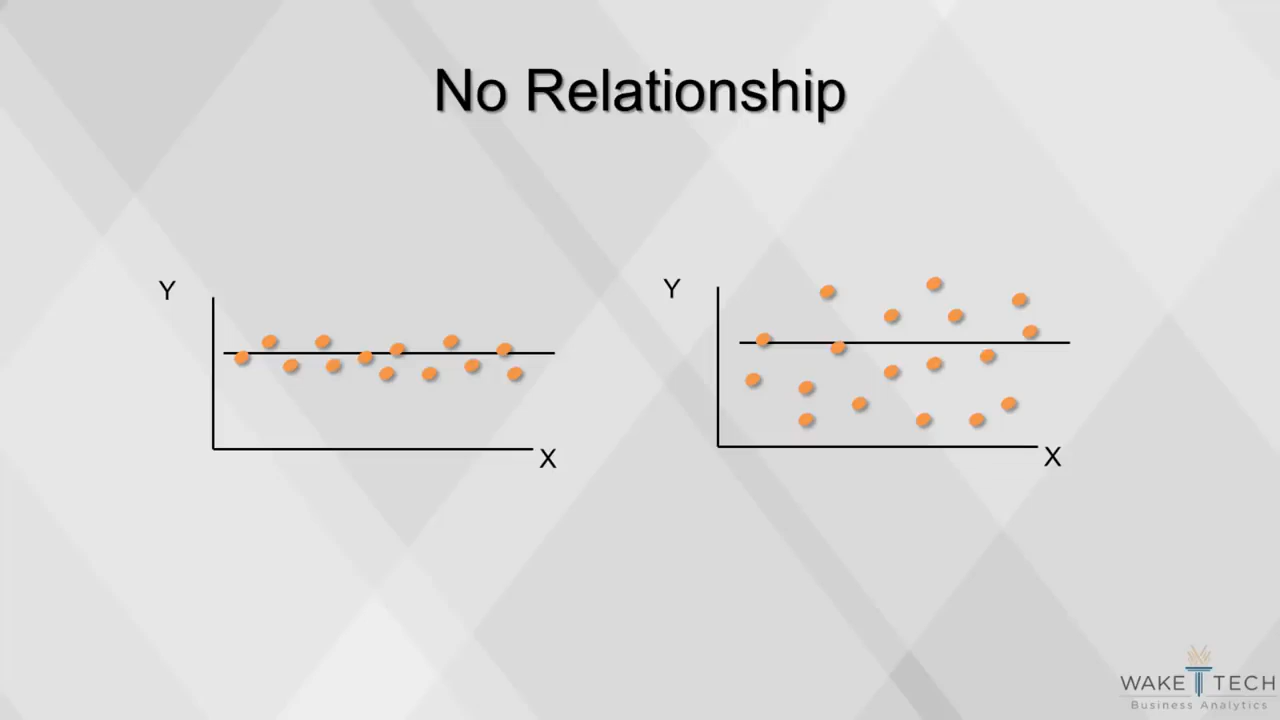 No Relationship
Y
X
Y
X
WAKE TECH
Business Analytics